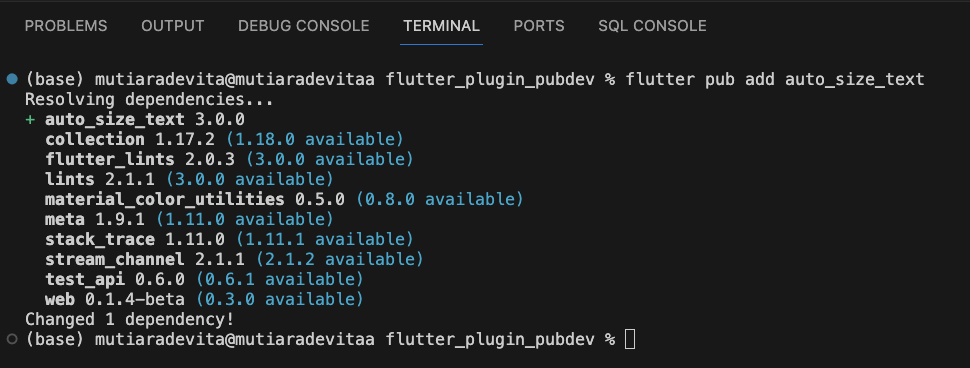 PROBLEMS OUTPUT DEBUG CONSOLE TERMINAL PORTS SQL CONSOLE
(base) mutiaradevita@mutiaradevitaa flutter_plugin_pubdev % flutter pub add auto_size_text
Resolving dependencies...
+ auto_size_text 3.0.0
collection 1.17.2 (1.18.0 available)
flutter_lints 2.0.3 (3.0.0 available)
lints 2.1.1 (3.0.0 available)
material_color_utilities 0.5.0 (0.8.0 available)
meta 1.9.1 (1.11.0 available)
stack_trace 1.11.0 (1.11.1 available)
stream_channel 2.1.1 (2.1.2 available)
test_api 0.6.0 (0.6.1 available)
web 0.1.4-beta (0.3.0 available)
Changed 1 dependency!
(base) mutiaradevita@mutiaradevitaa flutter_plugin_pubdev %